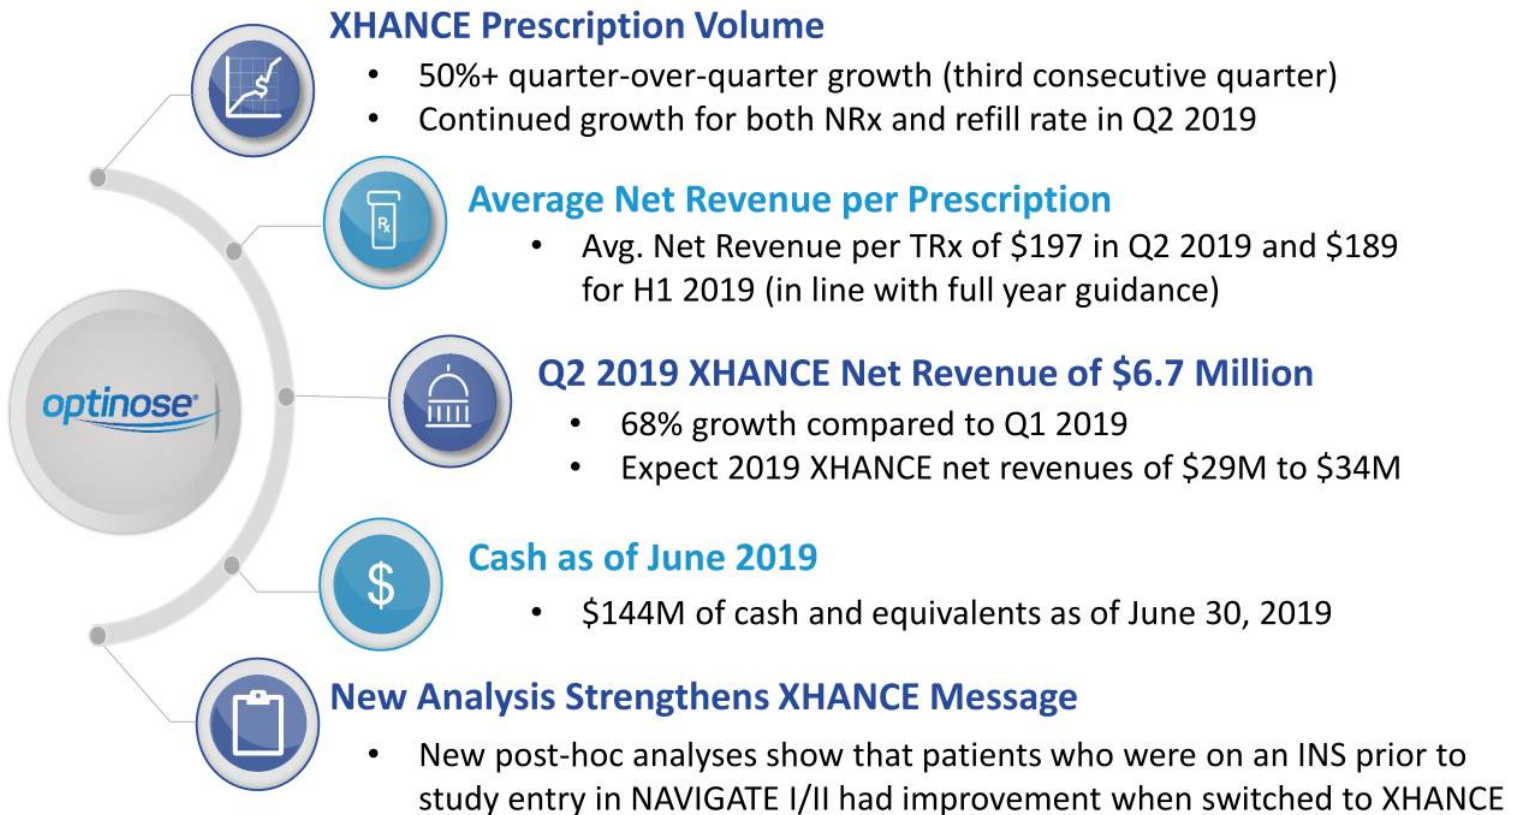 XHANCE Prescription Volume
• 50%+ quarter-over-quarter growth (third consecutive quarter)
• Continued growth for both NRx and refill rate in Q2 2019
$
Rx
Average Net Revenue per Prescription
• Avg. Net Revenue per TRx of $197 in Q2 2019 and $189
for H1 2019 (in line with full year guidance)
optinose®
Q2 2019 XHANCE Net Revenue of $6.7 Million
• 68% growth compared to Q1 2019
• Expect 2019 XHANCE net revenues of $29M to $34M
$
Cash as of June 2019
• $144M of cash and equivalents as of June 30, 2019
New Analysis Strengthens XHANCE Message
• New post-hoc analyses show that patients who were on an INS prior to
study entry in NAVIGATE I/II had improvement when switched to XHANCE